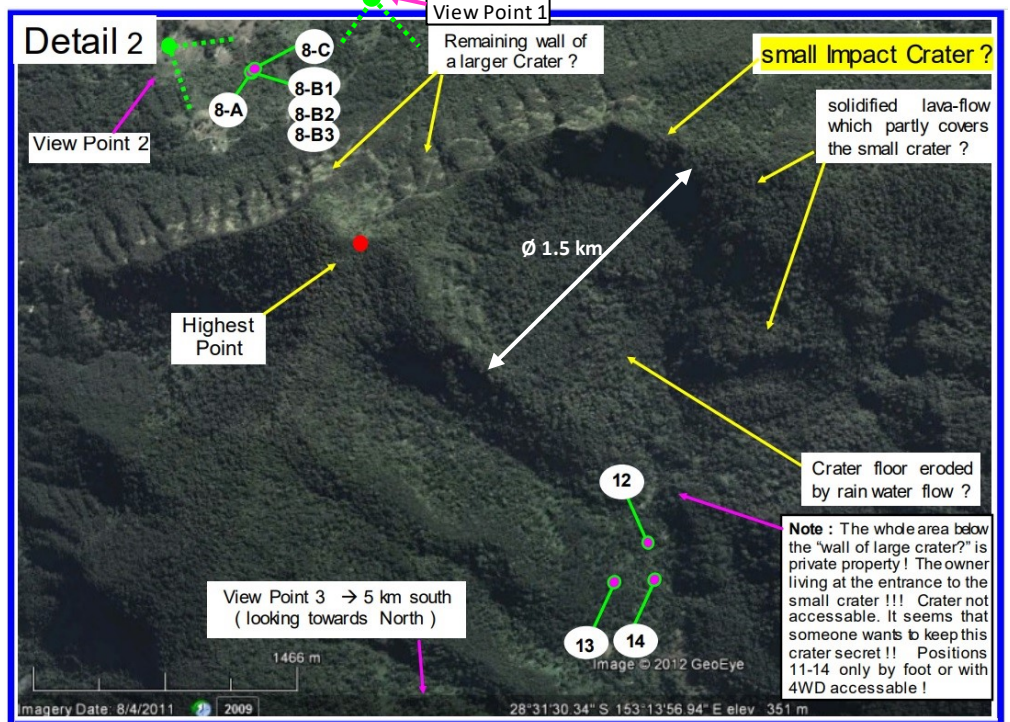 View Point 1
Detail 2
8-C
Remaining wall of
a larger Crater ?
small Impact Crater ?
8-B1
8-A
8-B2
8-B3
View Point 2
solidified lava-flow
which partly covers
the small crater ?
Ø 1.5 km
Highest
Point
Crater floor eroded
by rain water flow ?
12
Note : The whole area below
the “wall of large crater?” is
private property ! The owner
living at the entrance to the
small crater !!! Crater not
accessable. It seems that
someone wants to keep this
crater secret !! Positions
11-14 only by foot or with
4WD accessable !
View Point 3 → 5 km south
( looking towards North )
13
14
1466 m
Image © 2012 GeoEye
Imagery Date: 8/4/2011 2009 28°31'30.34" S 153°13'56.94" E elev 351 m